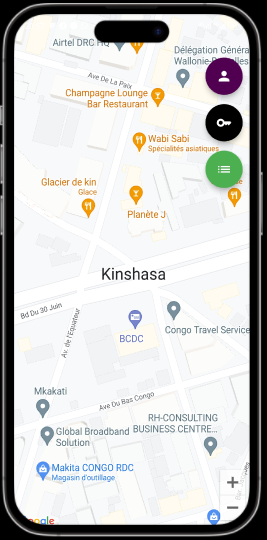 Airtel DRC HQ
Délégation Généra
Wallonie-Bruxelles
Ave De La Paix
Champagne Lounge
Bar Restaurant
Wabi Sabi
Spécialités asiatiques
Glacier de kin
Glace
Planète J
Kinshasa
Bd Du 30 Juin
Av. de l'Équateur
BCDC
Congo Travel Service
Mkakati
Ave Du Bas Congo
RH-CONSULTING
BUSINESS CENTRE...
Global Broadband
Solution
Makita CONGO RDC
Magasin d'outillage
+
−